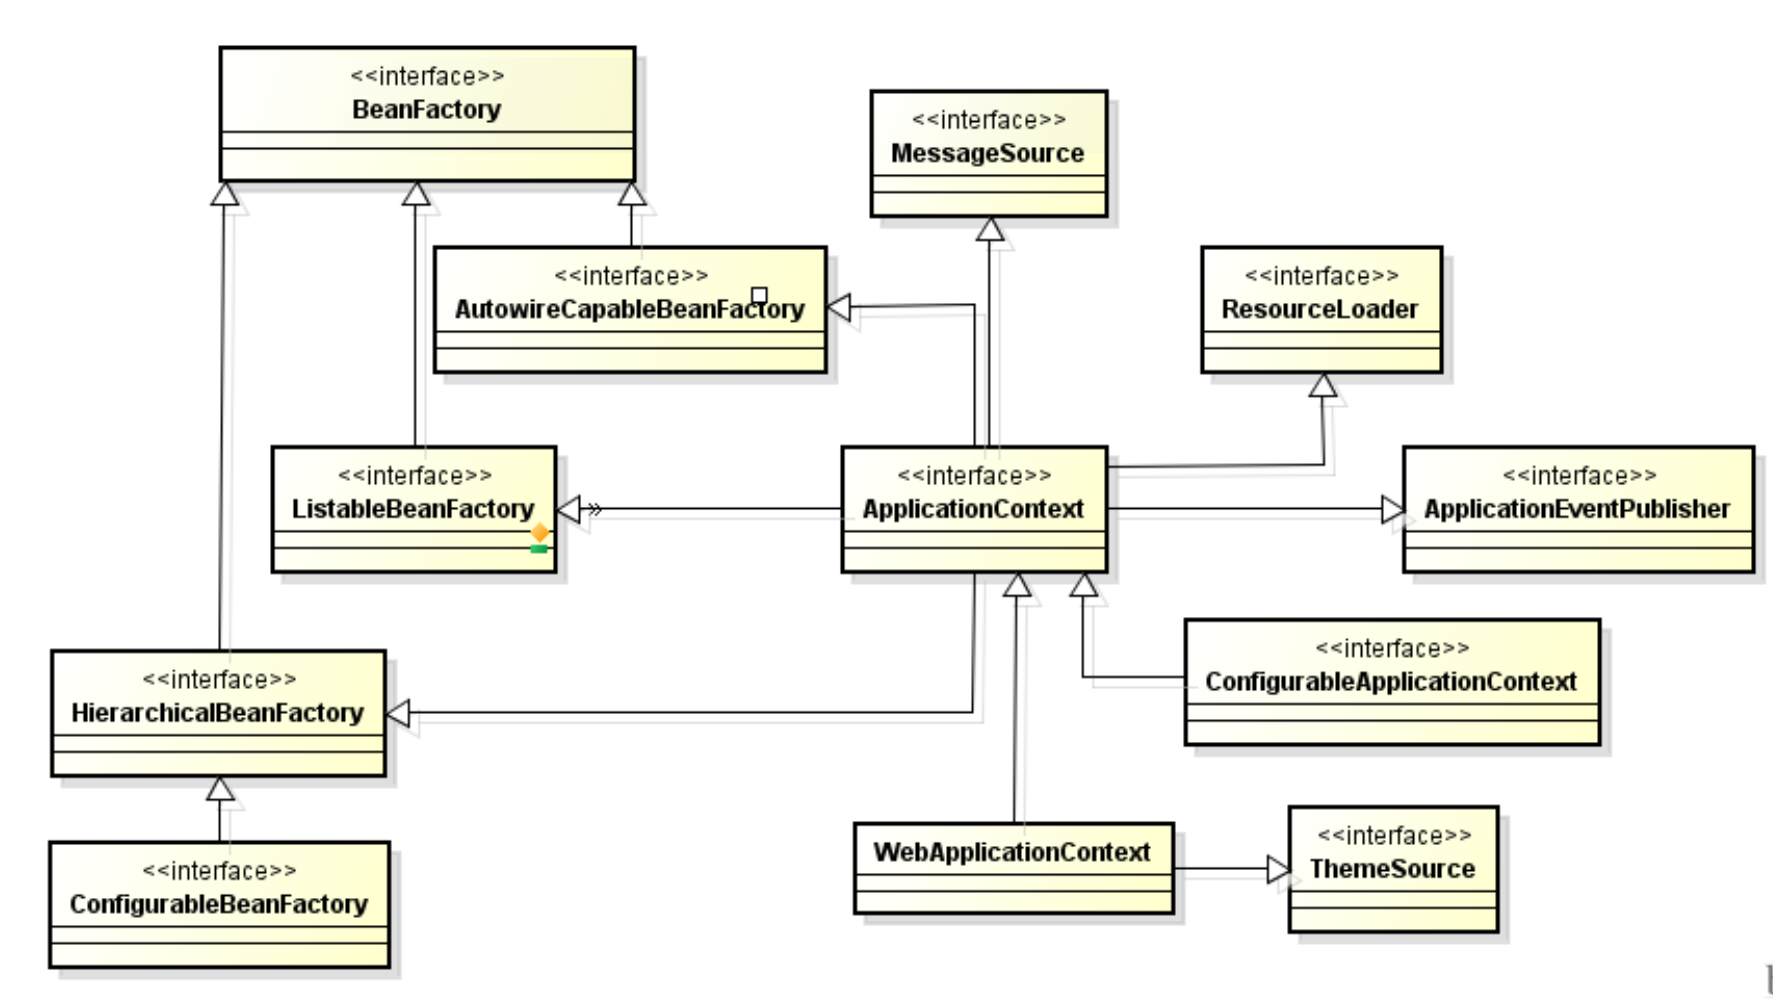 <<interface>>
BeanFactory
<<interface>>
MessageSource
<<interface>>
AutowireCapableBeanFactory
<<interface>>
ResourceLoader
<<interface>>
ListableBeanFactory
<<interface>>
ApplicationContext
<<interface>>
ApplicationEventPublisher
<<interface>>
HierarchicalBeanFactory
<<interface>>
ConfigurableApplicationContext
<<interface>>
ConfigurableBeanFactory
WebApplicationContext
<<interface>>
ThemeSource